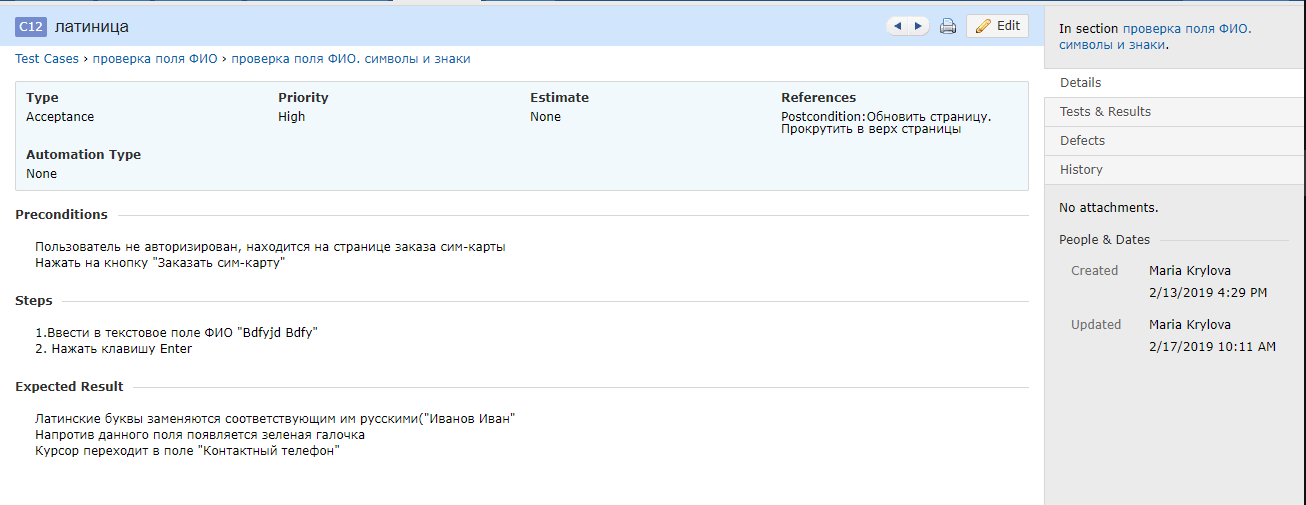 C12 латиница
Edit
Test Cases › проверка поля ФИО › проверка поля ФИО. символы и знаки
Type
Acceptance
Priority
High
Estimate
None
References
Postcondition:Обновить страницу.
Прокрутить в верх страницы
Automation Type
None
Preconditions
Пользователь не авторизирован, находится на странице заказа сим-карты
Нажать на кнопку "Заказать сим-карту"
Steps
1.Ввести в текстовое поле ФИО "Bdfyjd Bdfy"
2. Нажать клавишу Enter
Expected Result
Латинские буквы заменяются соответствующим им русскими("Иванов Иван"
Напротив данного поля появляется зеленая галочка
Курсор переходит в поле "Контактный телефон"
In section проверка поля ФИО.
символы и знаки.
Details
Tests & Results
Defects
History
No attachments.
People & Dates
Created Maria Krylova
2/13/2019 4:29 PM
Updated Maria Krylova
2/17/2019 10:11 AM